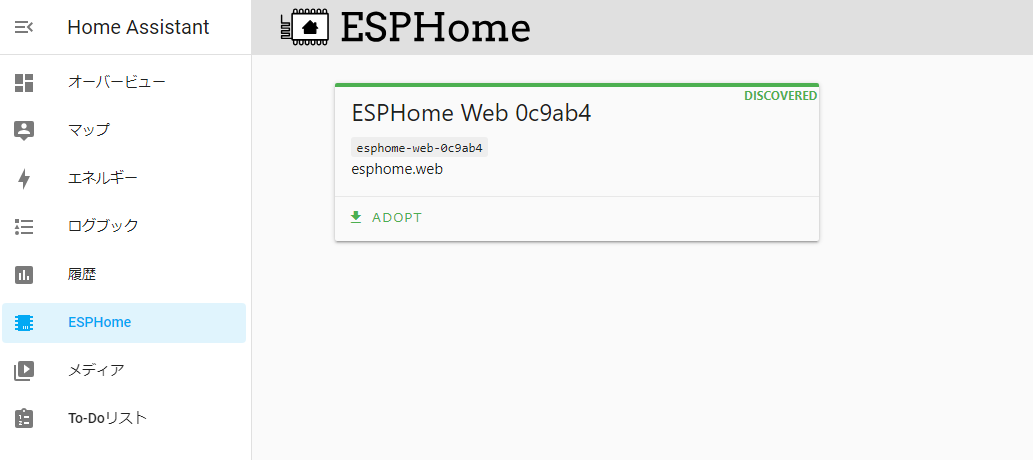 Home Assistant
オーバービュー
マップ
エネルギー
ログブック
履歴
ESPHome
メディア
To-Doリスト
ESPHome
DISCOVERED
ESPHome Web 0c9ab4
esphome-web-0c9ab4
esphome.web
ADOPT